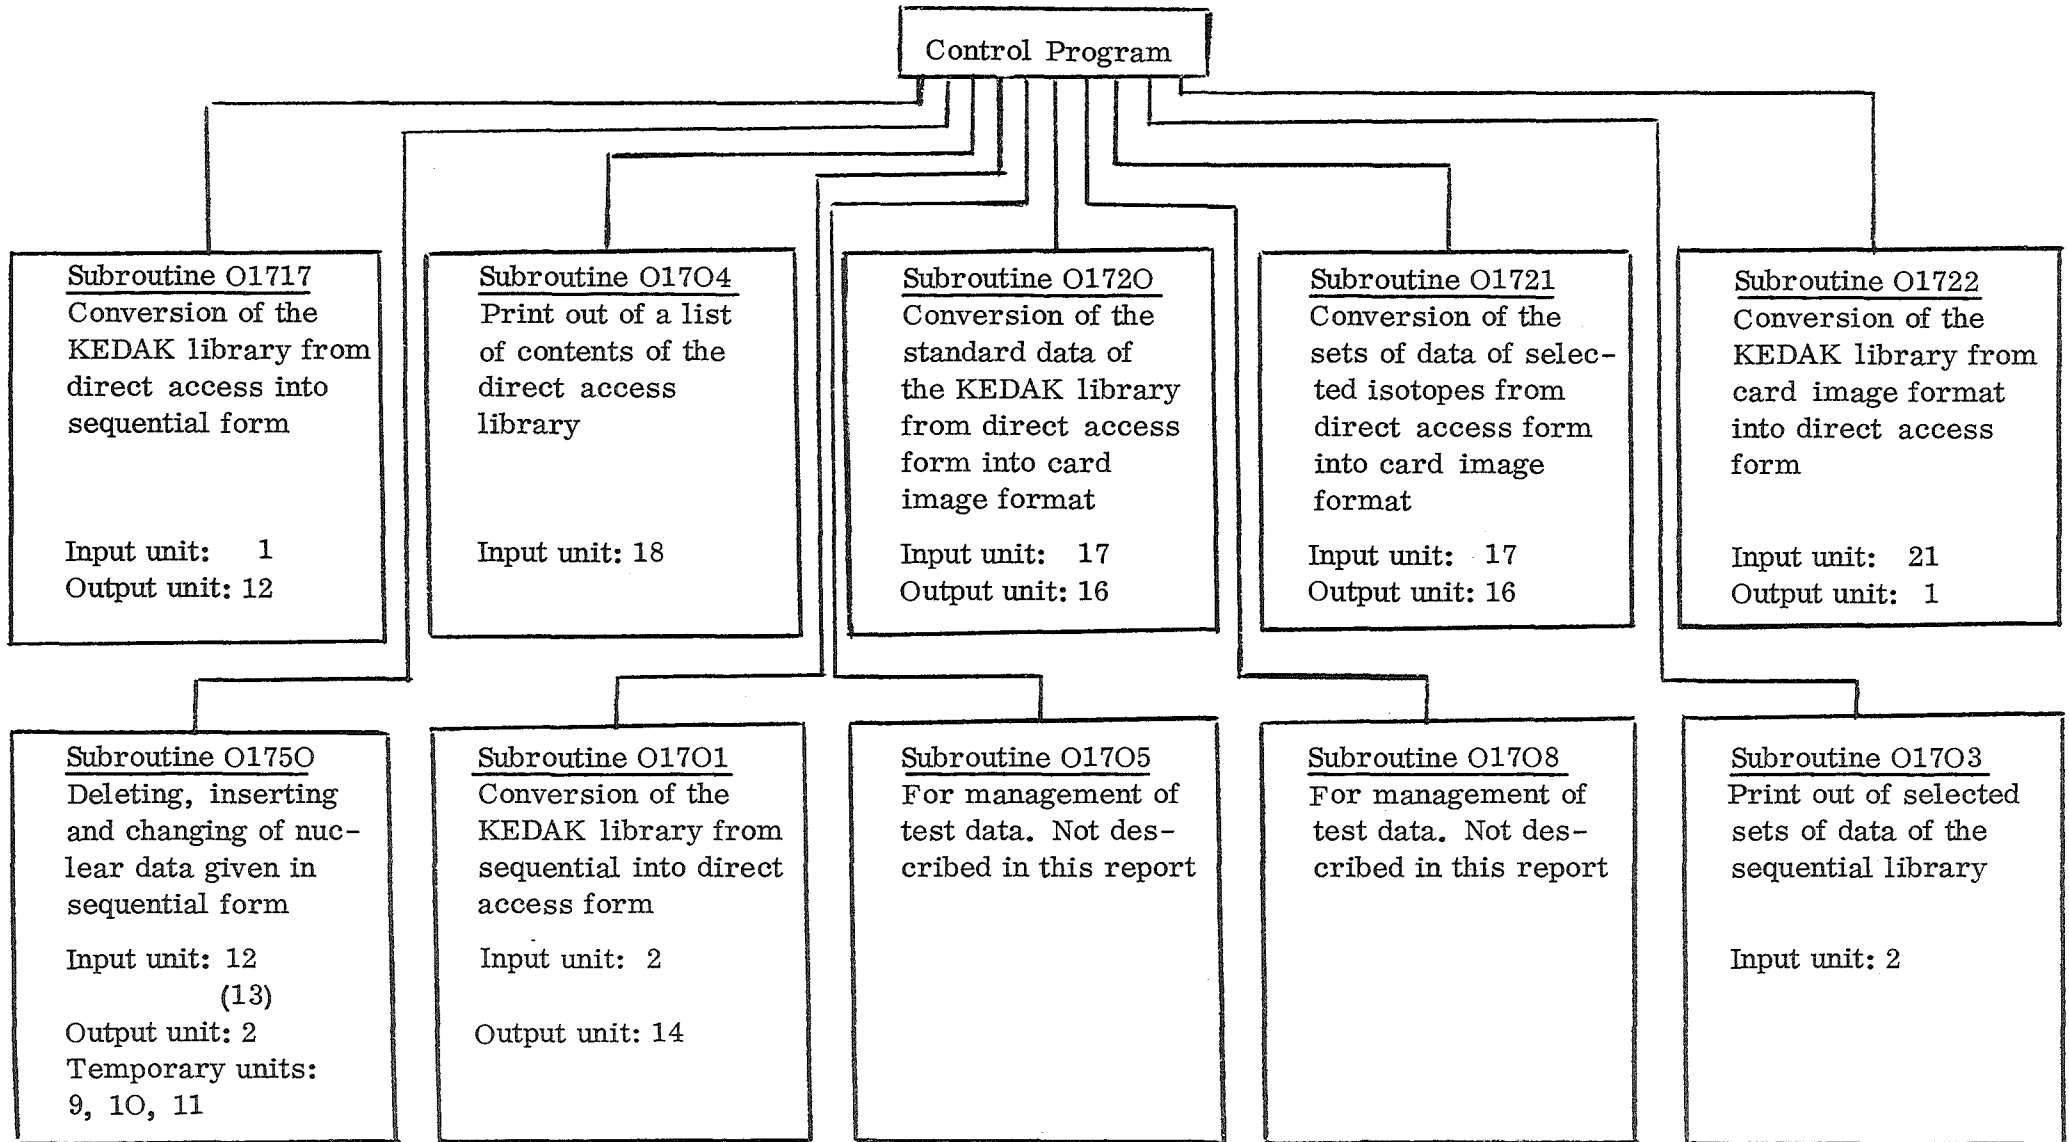 Control Program
Subroutine O1717
Conversion of the
KEDAK library from
direct access into
sequential form
Input unit: 1
Output unit: 12
Subroutine O17O4
Print out of a list
of contents of the
direct access
library
Input unit: 18
Subroutine O172O
Conversion of the
standard data of
the KEDAK library
from direct access
form into card
image format
Input unit: 17
Output unit: 16
Subroutine O1721
Conversion of the
sets of data of selec-
ted isotopes from
direct access form
into card image
format
Input unit: 17
Output unit: 16
Subroutine O1722
Conversion of the
KEDAK library from
card image format
into direct access
form
Input unit: 21
Output unit: 1
Subroutine O175O
Deleting, inserting
and changing of nuc-
lear data given in
sequential form
Input unit: 12
(13)
Output unit: 2
Temporary units:
9, 1O, 11
Subroutine O17O1
Conversion of the
KEDAK library from
sequential into direct
access form
Input unit: 2
Output unit: 14
Subroutine O17O5
For management of
test data. Not des-
cribed in this report
Subroutine O17O8
For management of
test data. Not des-
cribed in this report
Subroutine O17O3
Print out of selected
sets of data of the
sequential library
Input unit: 2